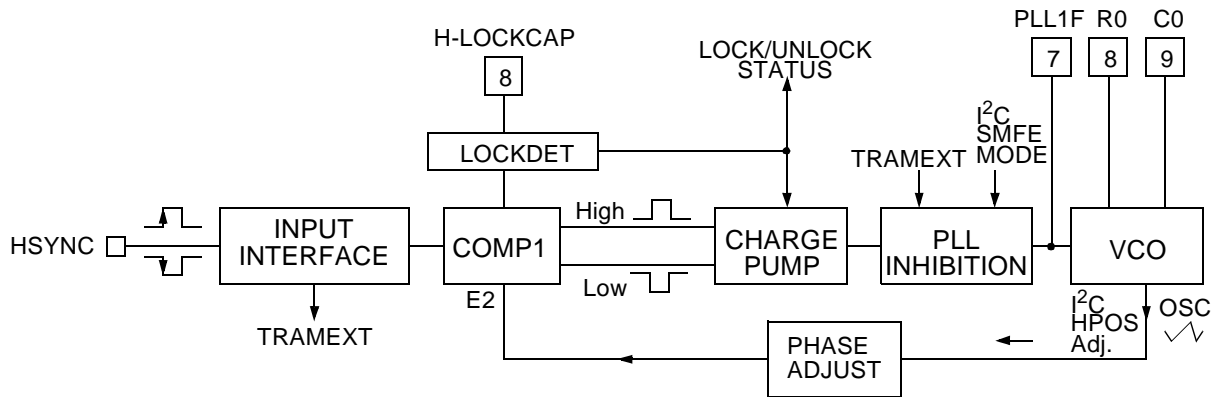 PLL1F R0 C0
H-LOCKCAP
LOCK/UNLOCK
STATUS
8
7
8
9
I²C
SMFE
MODE
LOCKDET
TRAMEXT
High
HSYNC
INPUT
INTERFACE
COMP1
CHARGE
PUMP
PLL
INHIBITION
VCO
Low
E2
TRAMEXT
I²C
HPOS
Adj.
OSC
PHASE
ADJUST